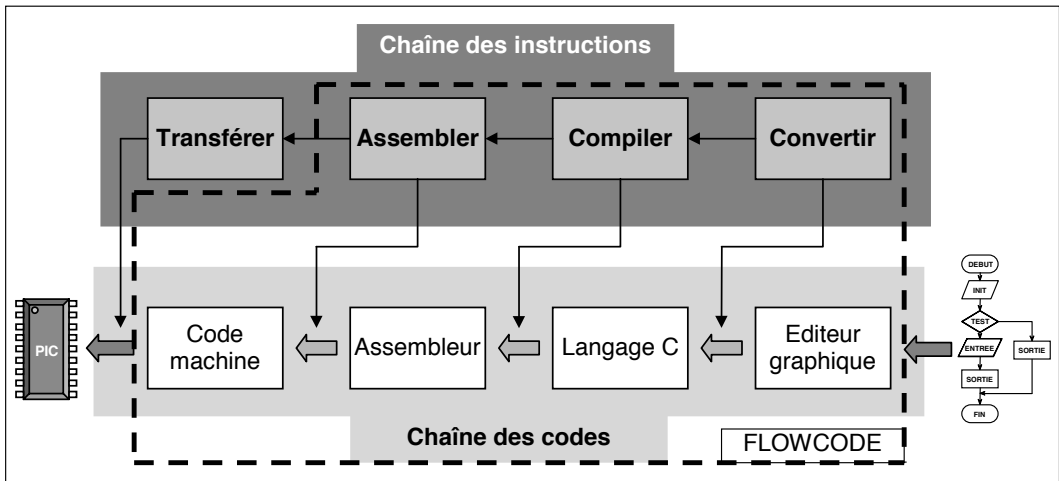 Chaîne des instructions
Transférer
Assembler
Compiler
Convertir
PIC
Code
machine
Assembleur
Langage C
Editeur
graphique
DEBUT
INIT
TEST
ENTREE
SORTIE
SORTIE
FIN
Chaîne des codes
FLOWCODE